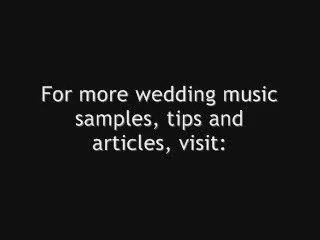 For more wedding music
samples, tips and
articles, visit: